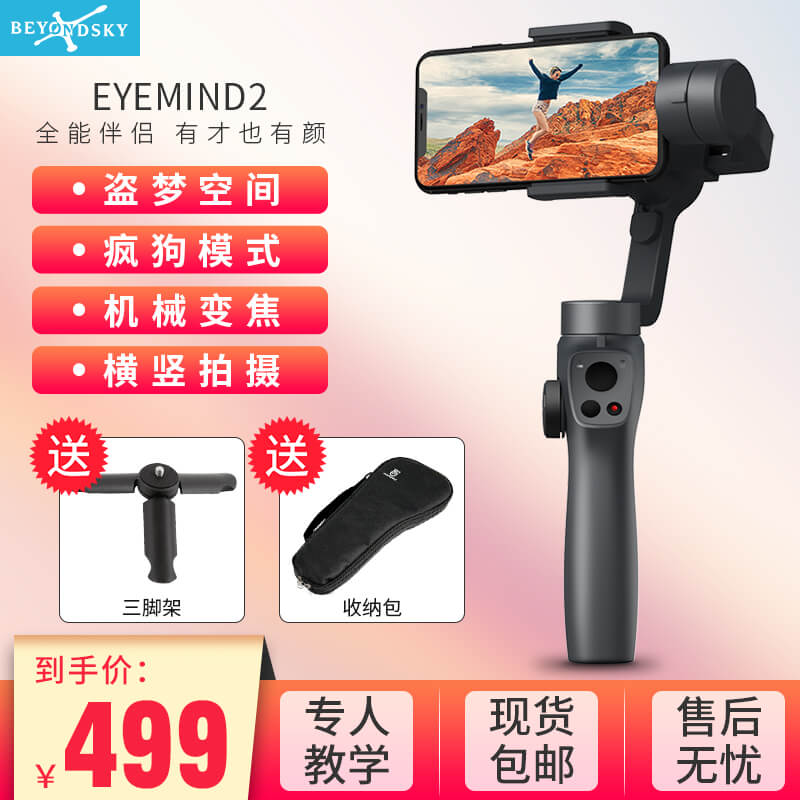 BEYONDSKY
EYEMIND2
全能伴侣 有才也有颜
·盗梦空间
·疯狗模式
·机械变焦
·横竖拍摄
送
送
三脚架
收纳包
到手价：
¥499
专人
教学
现货
包邮
售后
无忧